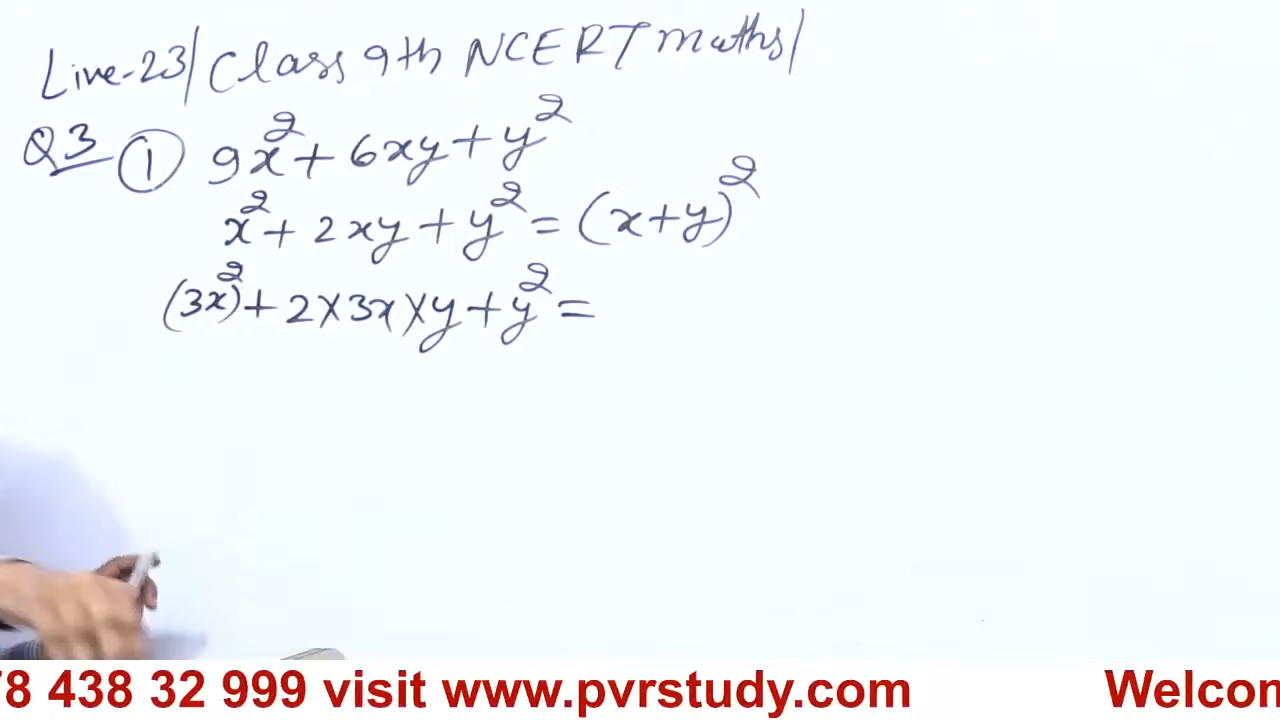 Live-23/ Class 9th NCERT maths/
Q3 ① 9x² + 6xy + y²
x² + 2xy + y² = (x+y)²
(3x)² + 2×3x×y + y² =
78 438 32 999 visit www.pvrstudy.com Welcon